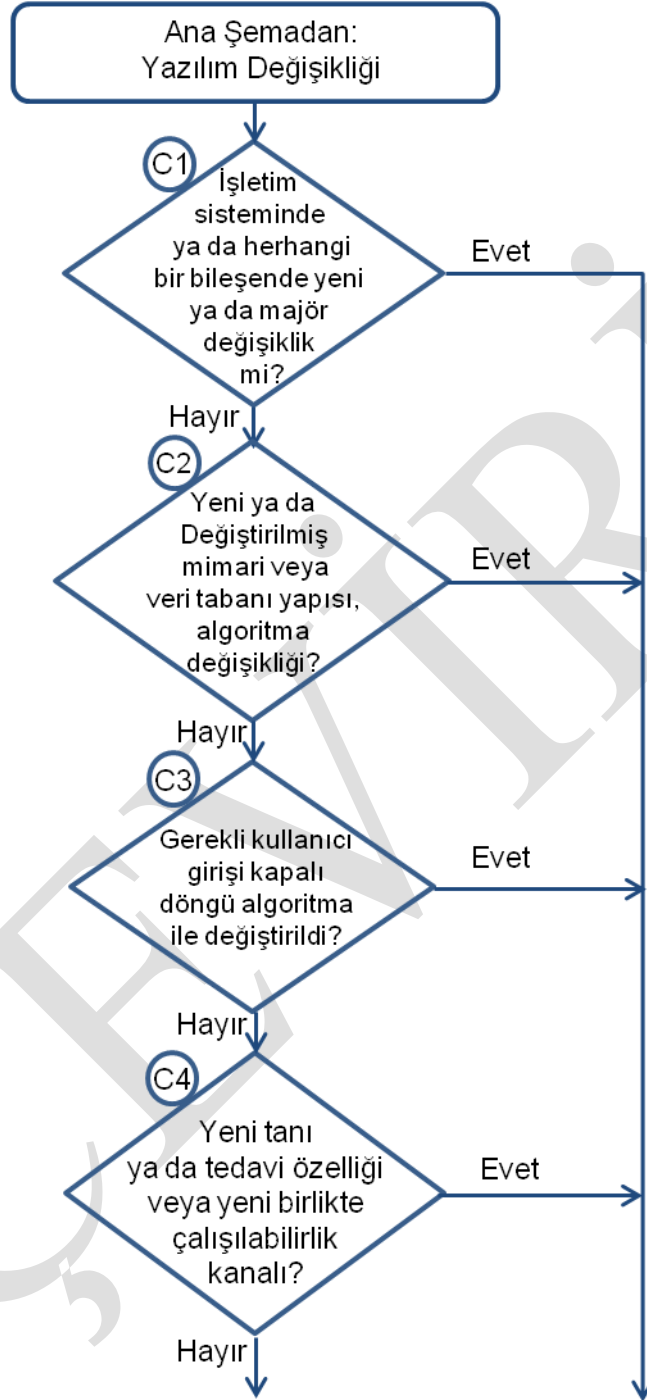 Ana Şemadan:
Yazılım Değişikliği
C1
İşletim
sisteminde
ya da herhangi
bir bileşende yeni
ya da majör
değişiklik
mi?
Evet
Hayır
C2
Yeni ya da
Değiştirilmiş
mimari veya
veri tabanı yapısı,
algoritma
değişikliği?
Evet
Hayır
C3
Gerekli kullanıcı
girişi kapalı
döngü algoritma
ile değiştirildi?
Evet
Hayır
C4
Yeni tanı
ya da tedavi özelliği
veya yeni birlikte
çalışılabilirlik
kanalı?
Evet
Hayır
ÇEVİRİ